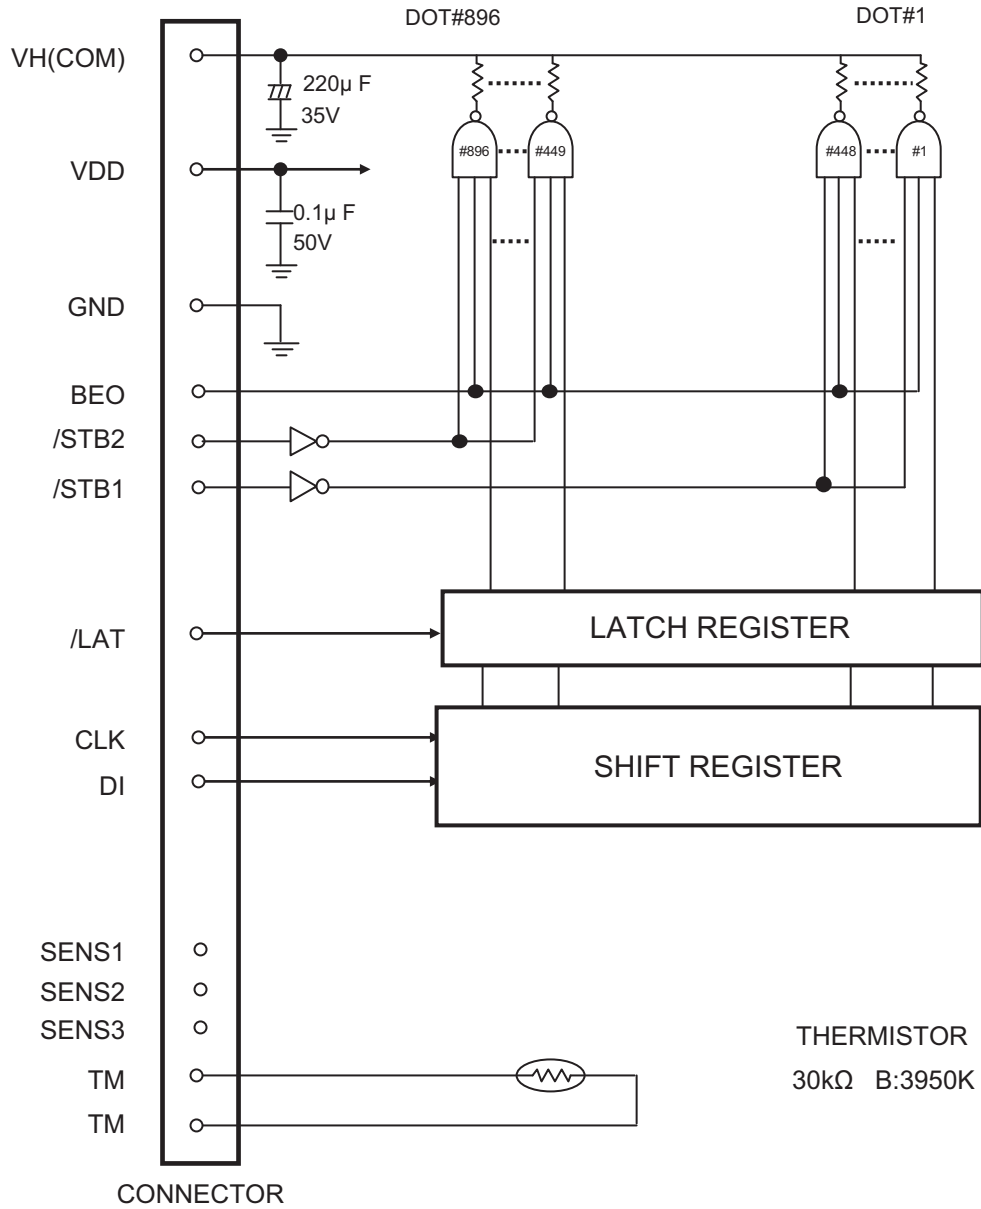 DOT#896
DOT#1
VH(COM)
220μ F
35V
#896
#449
#448
#1
VDD
0.1μ F
50V
GND
BEO
/STB2
/STB1
LATCH REGISTER
/LAT
CLK
SHIFT REGISTER
DI
SENS1
SENS2
SENS3
THERMISTOR
TM
30kΩ B:3950K
TM
CONNECTOR